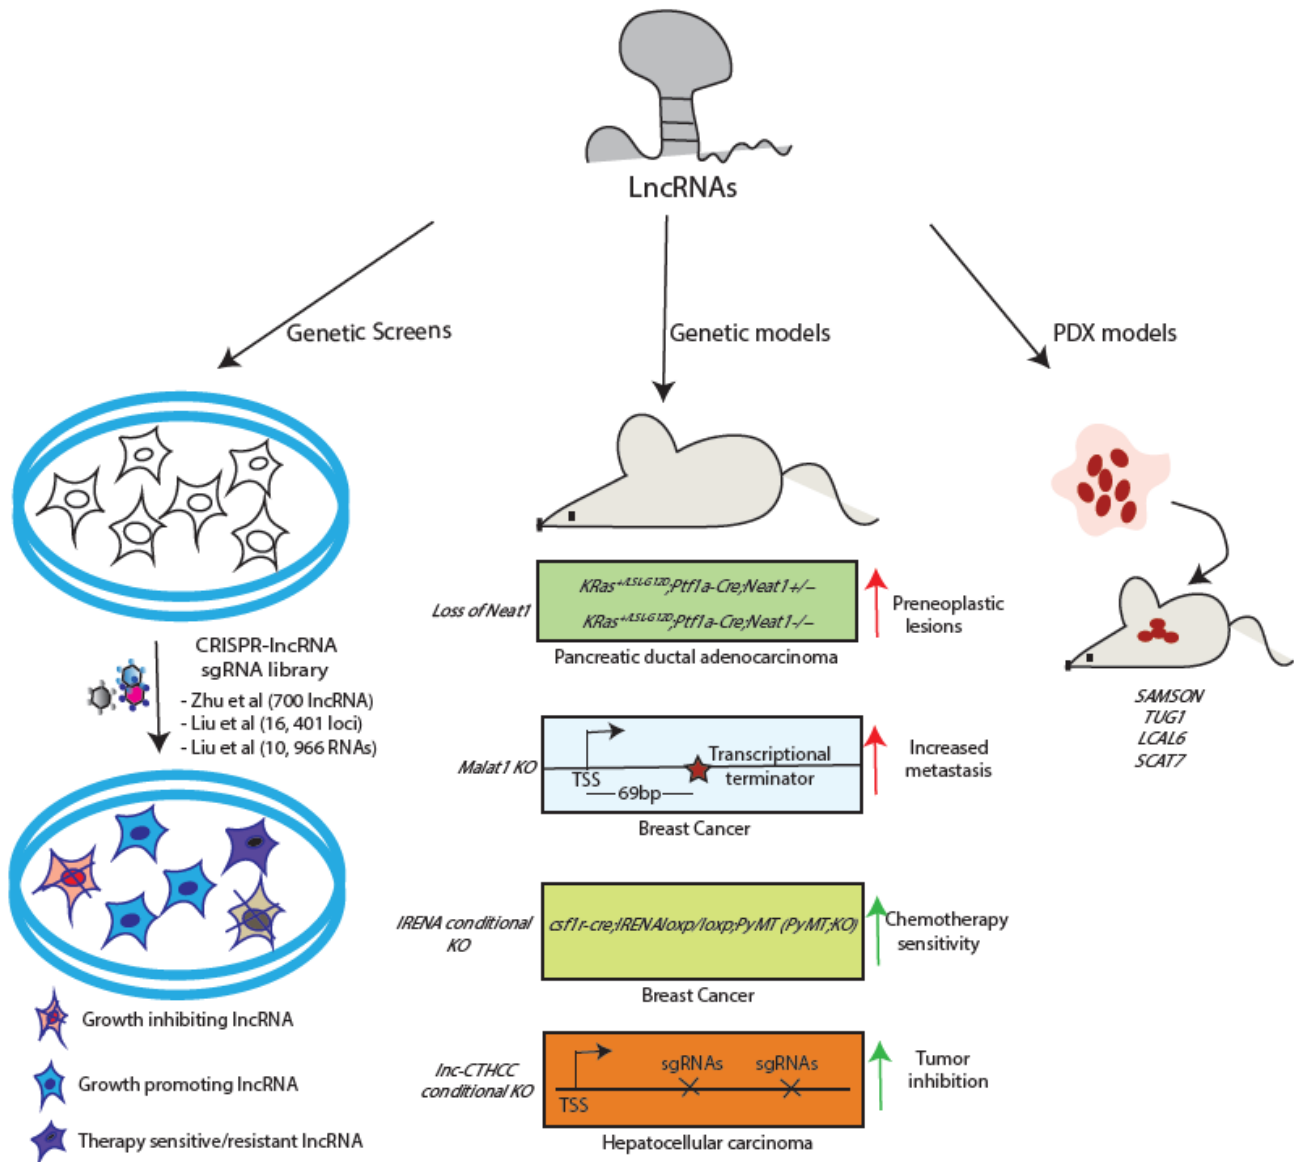 LncRNAs
Genetic Screens
Genetic models
PDX models
CRISPR-lncRNA
sgRNA library
- Zhu et al (700 lncRNA)
- Liu et al (16, 401 loci)
- Liu et al (10, 966 RNAs)
Growth inhibiting lncRNA
Growth promoting lncRNA
Therapy sensitive/resistant lncRNA
Loss of Neat1
KRas+/LSL-G12D;Ptf1a-Cre;Neat1+/–
KRas+/LSL-G12D;Ptf1a-Cre;Neat1-/–
Preneoplastic
lesions
Pancreatic ductal adenocarcinoma
Malat1 KO
TSS
69bp
Transcriptional
terminator
Increased
metastasis
Breast Cancer
IRENA conditional
KO
csf1r-cre;IRENAloxp/loxp;PyMT (PyMT;KO)
Chemotherapy
sensitivity
Breast Cancer
lnc-CTHCC
conditional KO
TSS
sgRNAs
sgRNAs
Tumor
inhibition
Hepatocellular carcinoma
SAMSON
TUG1
LCAL6
SCAT7